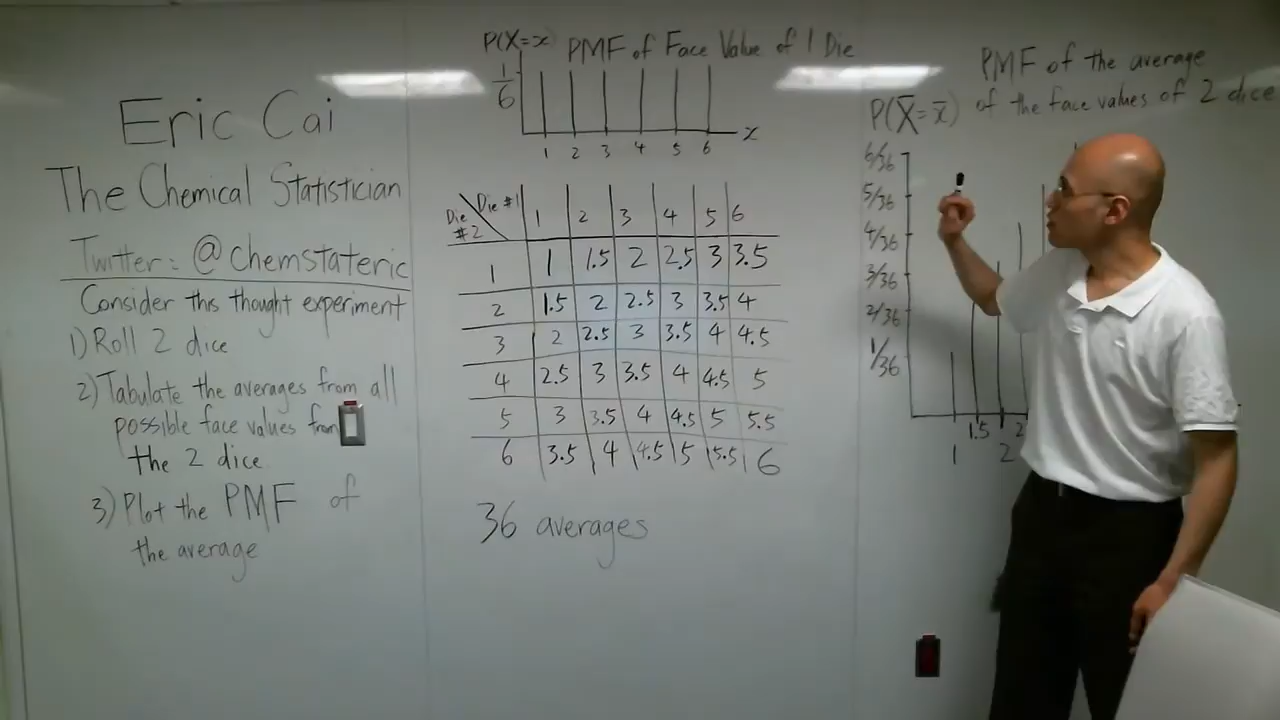 Eric Cai
The Chemical Statistician
Twitter: @chemstateric
Consider this thought experiment
1) Roll 2 dice
2) Tabulate the averages from all
possible face values from
the 2 dice
3) Plot the PMF of
the average
P(X=x) PMF of Face Value of 1 Die
1/6
x
1 2 3 4 5 6
Die #1
Die #2
1 2 3 4 5 6
1 1 1.5 2 2.5 3 3.5
2 1.5 2 2.5 3 3.5 4
3 2 2.5 3 3.5 4 4.5
4 2.5 3 3.5 4 4.5 5
5 3 3.5 4 4.5 5 5.5
6 3.5 4 4.5 5 5.5 6
36 averages
PMF of the average
of the face values of 2 dice
P(X̄=x̄)
6/36
5/36
4/36
3/36
2/36
1/36
1 1.5 2